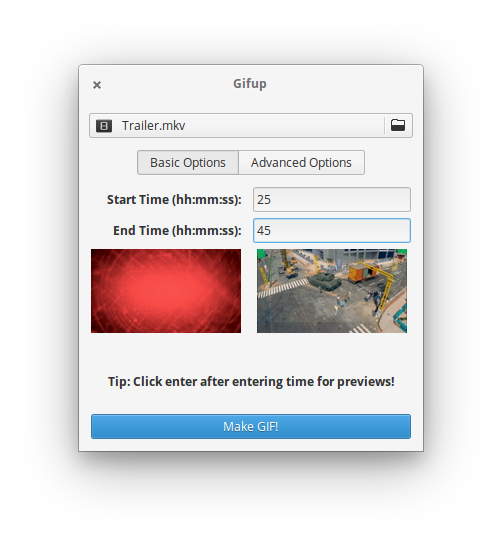 Gifup
Trailer.mkv
Basic Options Advanced Options
Start Time (hh:mm:ss): 25
End Time (hh:mm:ss): 45
Tip: Click enter after entering time for previews!
Make GIF!